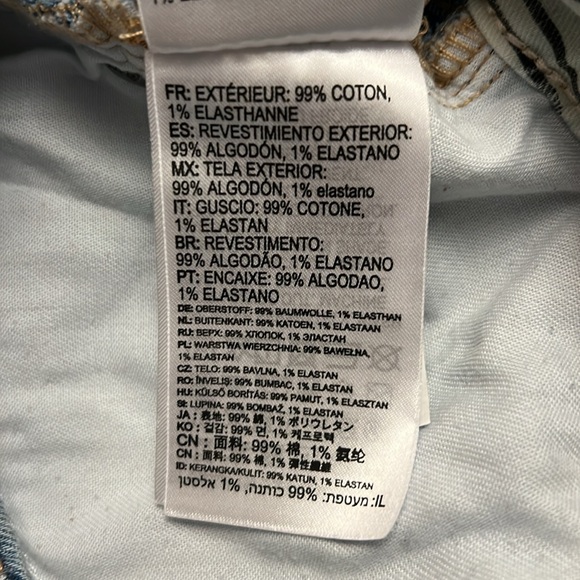 FR: EXTÉRIEUR: 99% COTON,
1% ELASTHANNE
ES: REVESTIMIENTO EXTERIOR:
99% ALGODÓN, 1% ELASTANO
MX: TELA EXTERIOR:
99% ALGODÓN, 1% elastano
IT: GUSCIO: 99% COTONE,
1% ELASTAN
BR: REVESTIMENTO:
99% ALGODÃO, 1% ELASTANO
PT: ENCAIXE: 99% ALGODAO,
1% ELASTANO
DE: OBERSTOFF: 99% BAUMWOLLE, 1% ELASTHAN
NL: BUITENKANT: 99% KATOEN, 1% ELASTAAN
RU: ВЕРХ: 99% ХЛОПОК, 1% ЭЛАСТАН
PL: WARSTWA WIERZCHNIA: 99% BAWEŁNA,
1% ELASTAN
CZ: TELO: 99% BAVLNA, 1% ELASTAN
RO: ÎNVELIȘ: 99% BUMBAC, 1% ELASTAN
HU: KÜLSŐ BORÍTÁS: 99% PAMUT, 1% ELASZTAN
SI: LUPINA: 99% BOMBAŽ, 1% ELASTAN
JA : 表地: 99% 綿, 1% ポリウレタン
KO : 겉감: 99% 면, 1% 케프로텍
CN : 面料: 99% 棉, 1% 氨纶
CN : 面料: 99% 棉, 1% 彈性纖維
ID: KERANGKA/KULIT: 99% KATUN, 1% ELASTAN
IL: מעטפת: 99% כותנה, 1% אלסטן